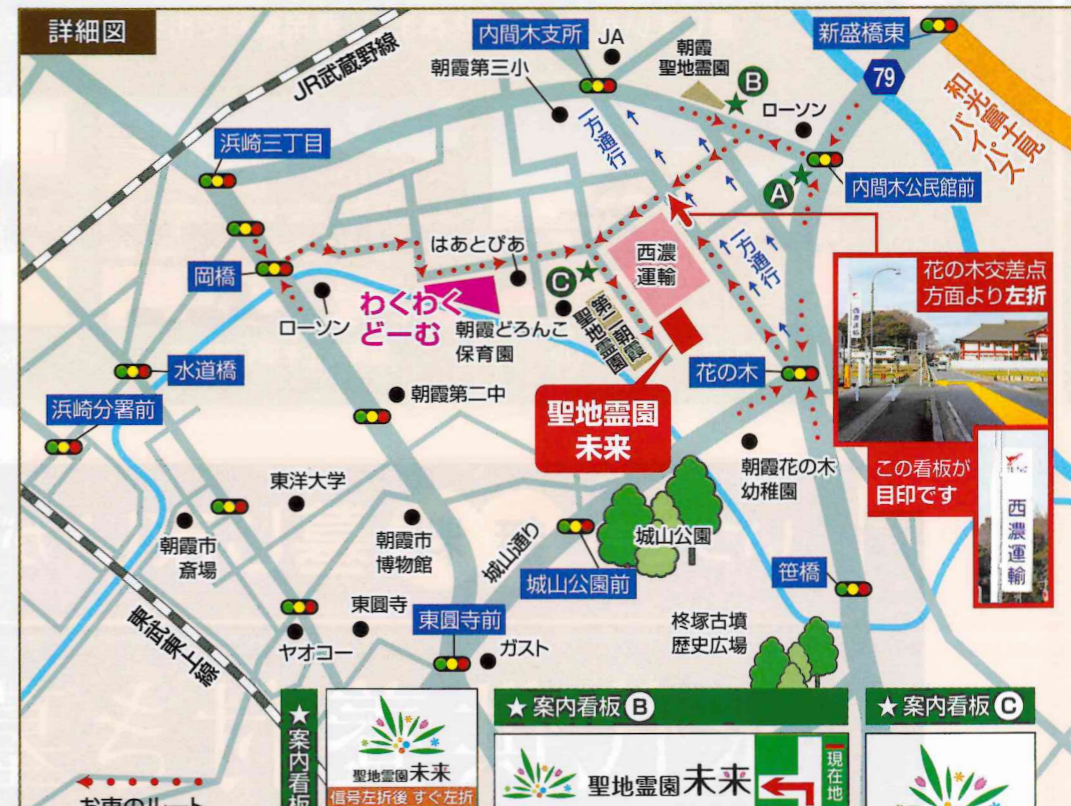 詳細図
JR武蔵野線
内間木支所
JA
朝霞第三小
朝霞
聖地霊園
B
ローソン
新盛橋東
79
和光富士見
バイパス
浜崎三丁目
一方通行
A
内間木公民館前
岡橋
はあとぴあ
西濃
運輸
一方通行
花の木交差点
方面より左折
西濃運輸
C
わくわく
どーむ
ローソン
朝霞どろんこ
保育園
第二朝霞
聖地霊園
水道橋
花の木
浜崎分署前
朝霞第二中
聖地霊園
未来
この看板が
目印です
西濃運輸
朝霞花の木
幼稚園
東洋大学
朝霞市
斎場
朝霞市
博物館
城山通り
城山公園
城山公園前
笹橋
東武東上線
ヤオコー
東圓寺
東圓寺前
ガスト
柊塚古墳
歴史広場
★案内看板
聖地霊園未来
信号左折後 すぐ左折
★案内看板B
聖地霊園未来
現在地
★案内看板C
お車のルート